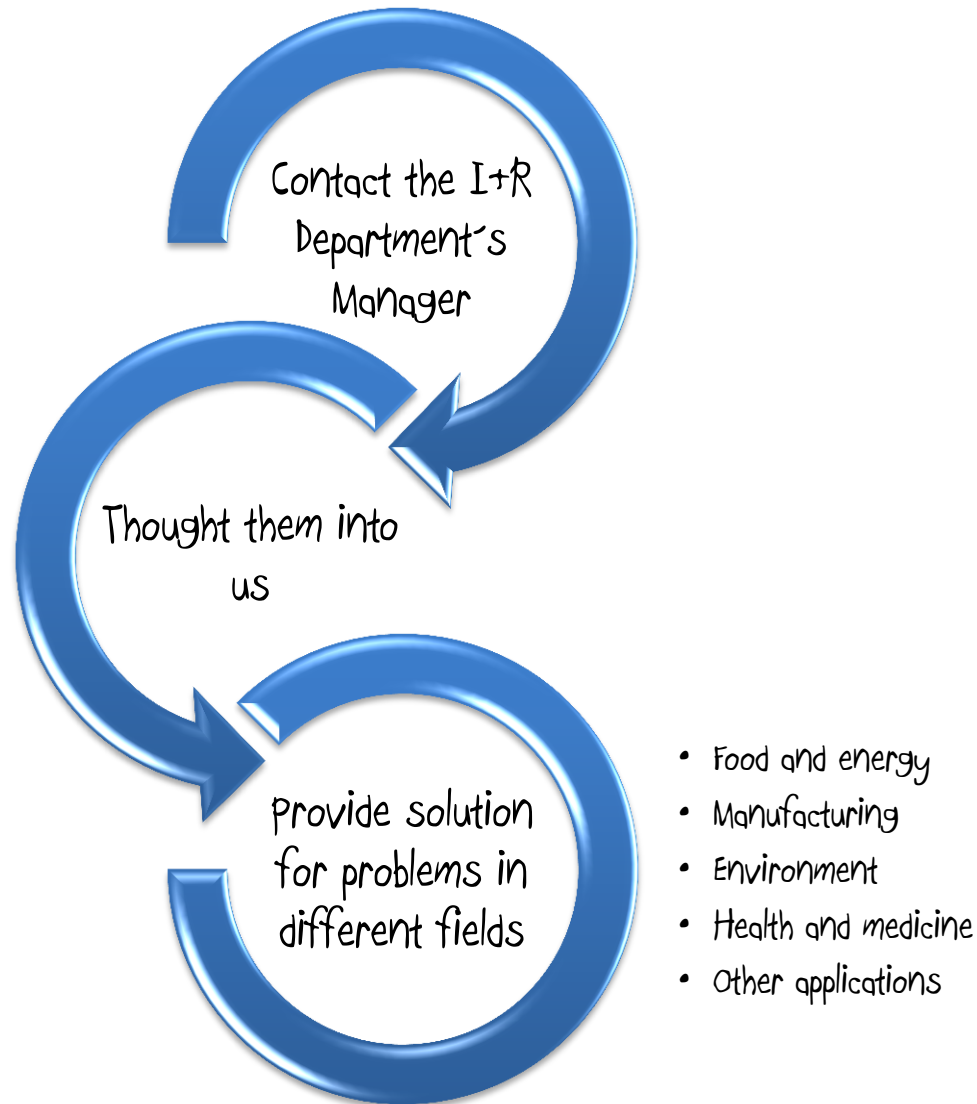 Contact the I+R
Department´s
Manager
Thought them into
us
Provide solution
for problems in
different fields
• Food and energy
• Manufacturing
• Environment
• Health and medicine
• Other applications